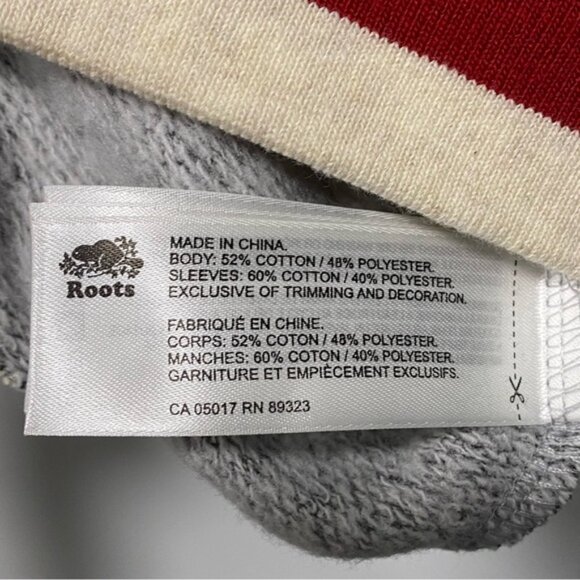 Roots
MADE IN CHINA.
BODY: 52% COTTON / 48% POLYESTER.
SLEEVES: 60% COTTON / 40% POLYESTER.
EXCLUSIVE OF TRIMMING AND DECORATION.
FABRIQUÉ EN CHINE.
CORPS: 52% COTON / 48% POLYESTER.
MANCHES: 60% COTON / 40% POLYESTER.
GARNITURE ET EMPIÈCEMENT EXCLUSIFS.
CA 05017 RN 89323